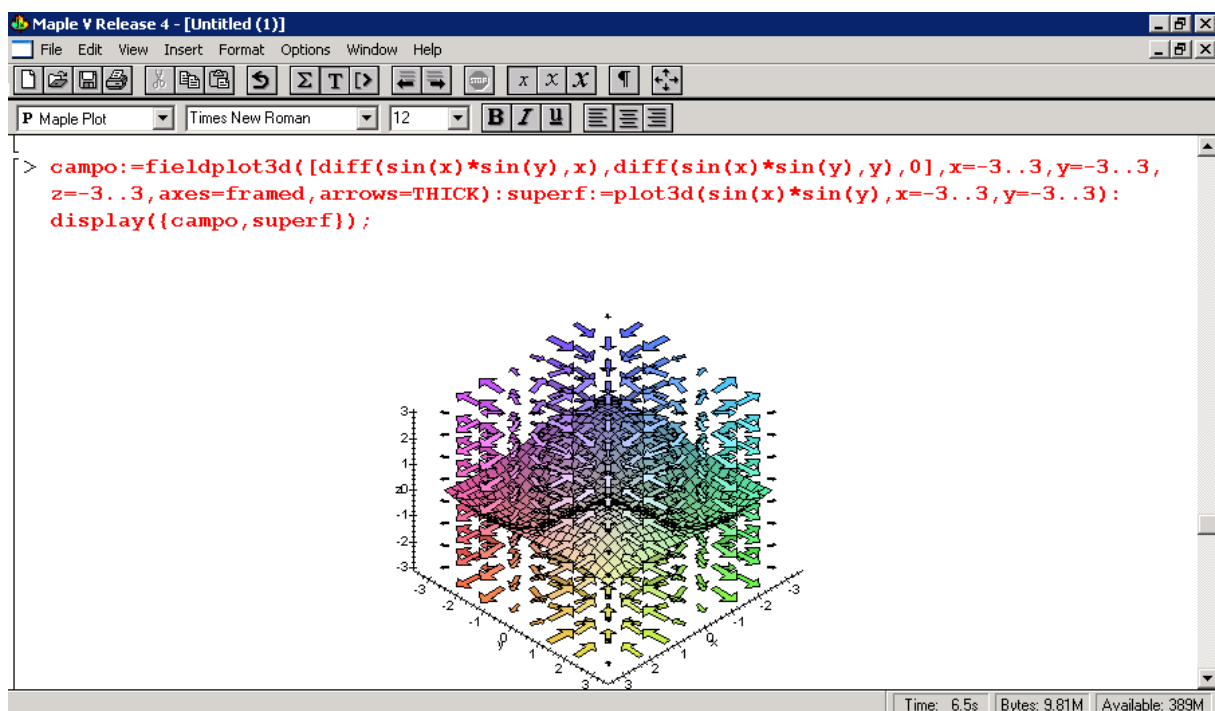 Maple V Release 4 - [Untitled (1)]
File Edit View Insert Format Options Window Help
Σ T [> STOP x x x ¶
P Maple Plot Times New Roman 12 B I u
> campo:=fieldplot3d([diff(sin(x)*sin(y),x),diff(sin(x)*sin(y),y),0],x=-3..3,y=-3..3,
z=-3..3,axes=framed,arrows=THICK):superf:=plot3d(sin(x)*sin(y),x=-3..3,y=-3..3):
display({campo,superf});
3
2
1
z0
-1
-2
-3
-3 -3
-2 -2
-1 -1
0 0
y x
1 1
2 2
3 3
Time: 6.5s Bytes: 9.81M Available: 389M